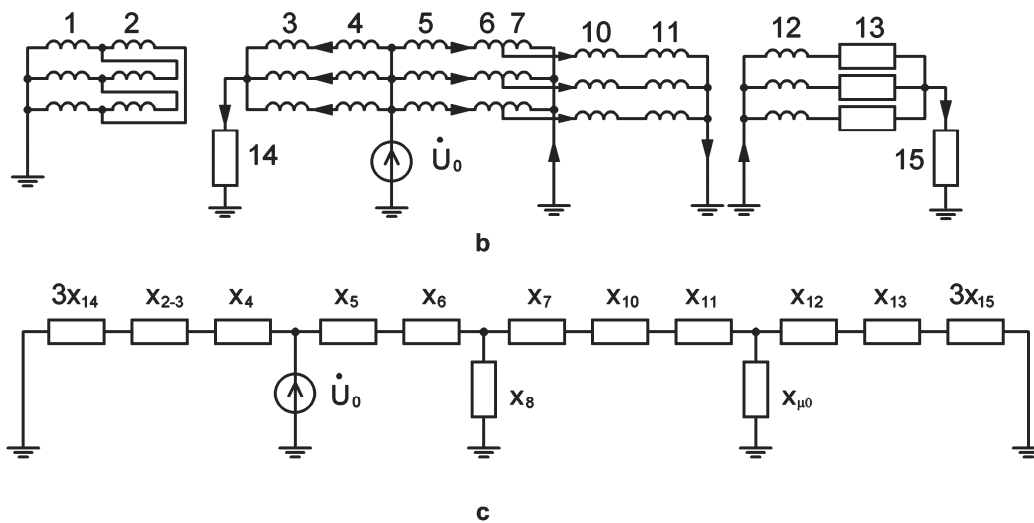 1 2 3 4 5 6 7 10 11 12 13
14 U̇₀ 15
b
3x₁₄ x₂₋₃ x₄ x₅ x₆ x₇ x₁₀ x₁₁ x₁₂ x₁₃ 3x₁₅
U̇₀ x₈ xμ₀
c